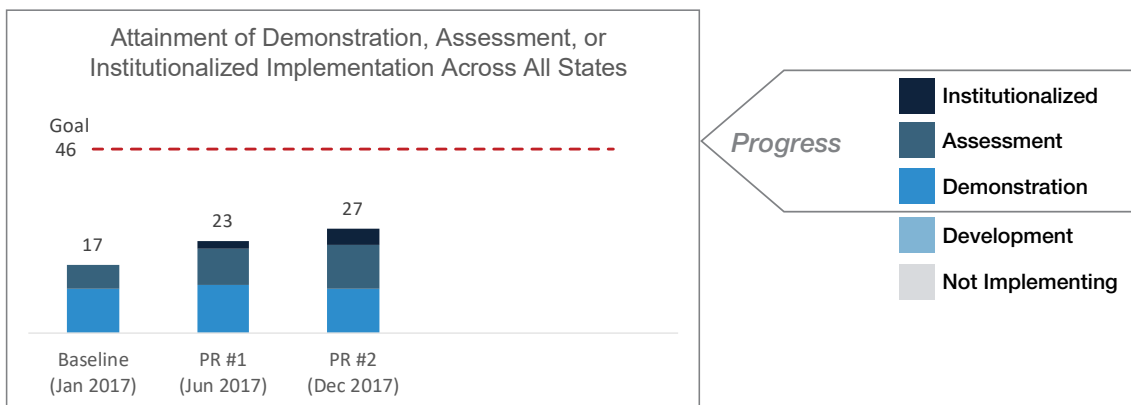 Attainment of Demonstration, Assessment, or
Institutionalized Implementation Across All States
Goal
46
17
23
27
Baseline
(Jan 2017)
PR #1
(Jun 2017)
PR #2
(Dec 2017)
Progress
Institutionalized
Assessment
Demonstration
Development
Not Implementing